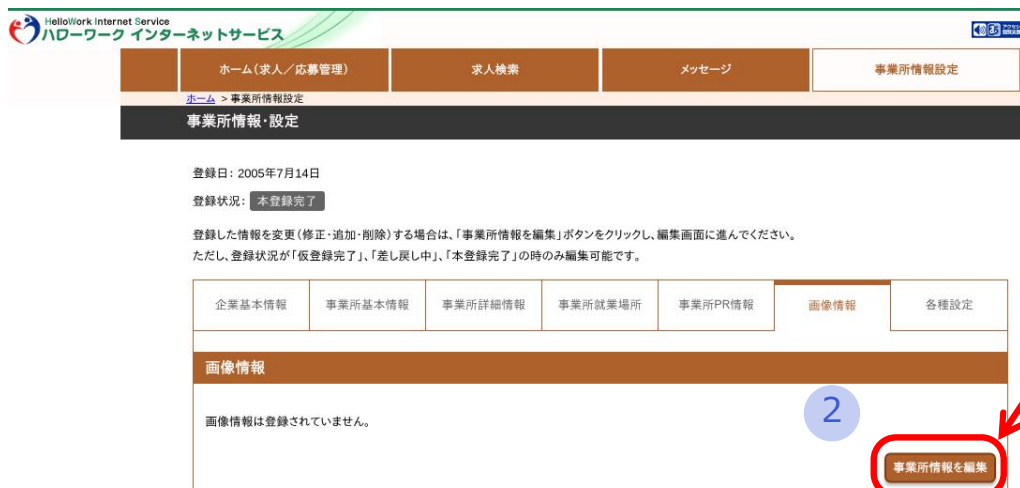 HelloWork Internet Service
ハローワーク インターネットサービス
ホーム(求人／応募管理)
求人検索
メッセージ
事業所情報設定
ホーム > 事業所情報設定
事業所情報・設定
登録日: 2005年7月14日
登録状況: 本登録完了
登録した情報を変更(修正・追加・削除)する場合は、「事業所情報を編集」ボタンをクリックし、編集画面に進んでください。
ただし、登録状況が「仮登録完了」、「差し戻し中」、「本登録完了」の時のみ編集可能です。
企業基本情報
事業所基本情報
事業所詳細情報
事業所就業場所
事業所PR情報
画像情報
各種設定
画像情報
画像情報は登録されていません。
2
事業所情報を編集